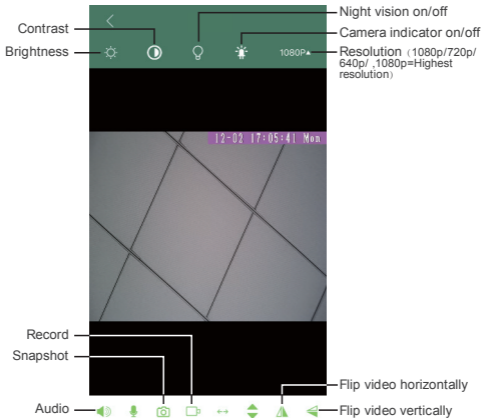 Contrast
Brightness
Night vision on/off
Camera indicator on/off
Resolution（1080p/720p/
640p/ ,1080p=Highest
resolution）
1080P
12-02 17:05:41 Mon
Record
Snapshot
Audio
Flip video horizontally
Flip video vertically